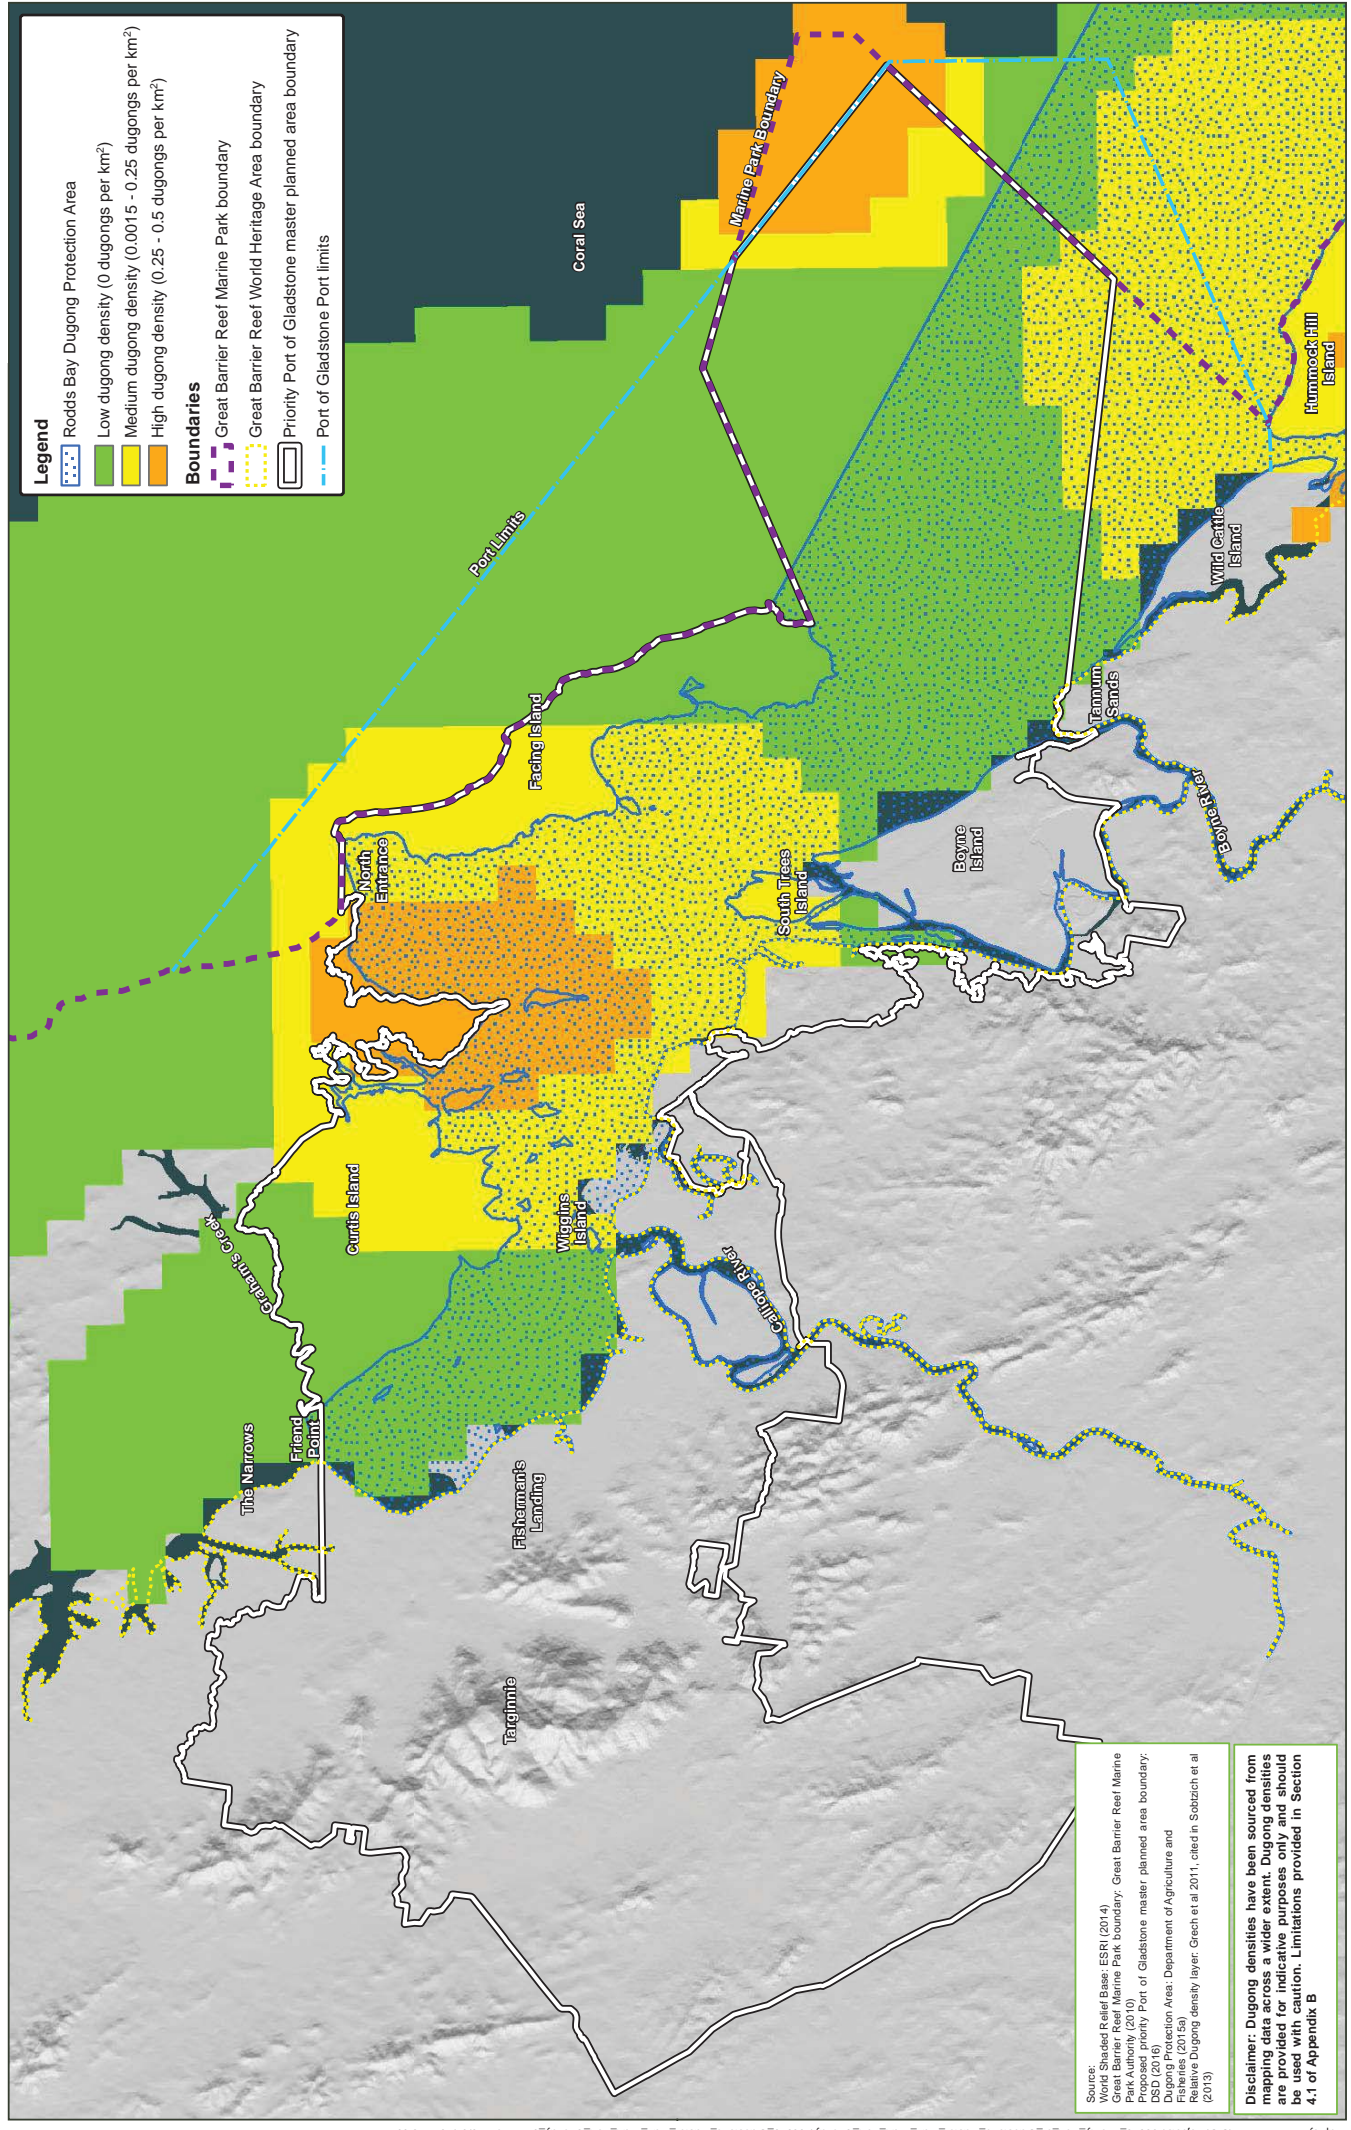 Legend
Rodds Bay Dugong Protection Area
Low dugong density (0 dugongs per km²)
Medium dugong density (0.0015 - 0.25 dugongs per km²)
High dugong density (0.25 - 0.5 dugongs per km²)
Boundaries
Great Barrier Reef Marine Park boundary
Great Barrier Reef World Heritage Area boundary
Priority Port of Gladstone master planned area boundary
Port of Gladstone Port limits
Coral Sea
Marine Park Boundary
Port Limits
The Narrows
Graham's Creek
Friend
Point
Curtis Island
North
Entrance
Facing Island
Targinnie
Fisherman's
Landing
Wiggins
Island
Calliope River
South Trees
Island
Boyne
Island
Tannum
Sands
Boyne River
Wild Cattle
Island
Hummock Hill
Island
Source:
World Shaded Relief Base: ESRI (2014)
Great Barrier Reef Marine Park boundary: Great Barrier Reef Marine
Park Authority (2010)
Proposed priority Port of Gladstone master planned area boundary:
DSD (2016)
Dugong Protection Area: Department of Agriculture and
Fisheries (2015a)
Relative Dugong density layer: Grech et al 2011, cited in Sobtzich et al
(2013)
Disclaimer: Dugong densities have been sourced from
mapping data across a wider extent. Dugong densities
are provided for indicative purposes only and should
be used with caution. Limitations provided in Section
4.1 of Appendix B